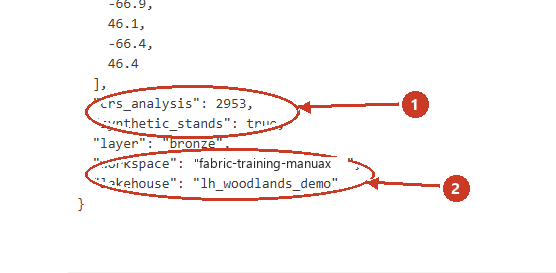 -66.9,
46.1,
-66.4,
46.4
],
"crs_analysis": 2953,
"synthetic_stands": true,
"layer": "bronze",
"workspace": "fabric-training-manuax ",
"lakehouse": "lh_woodlands_demo"
}
1
2